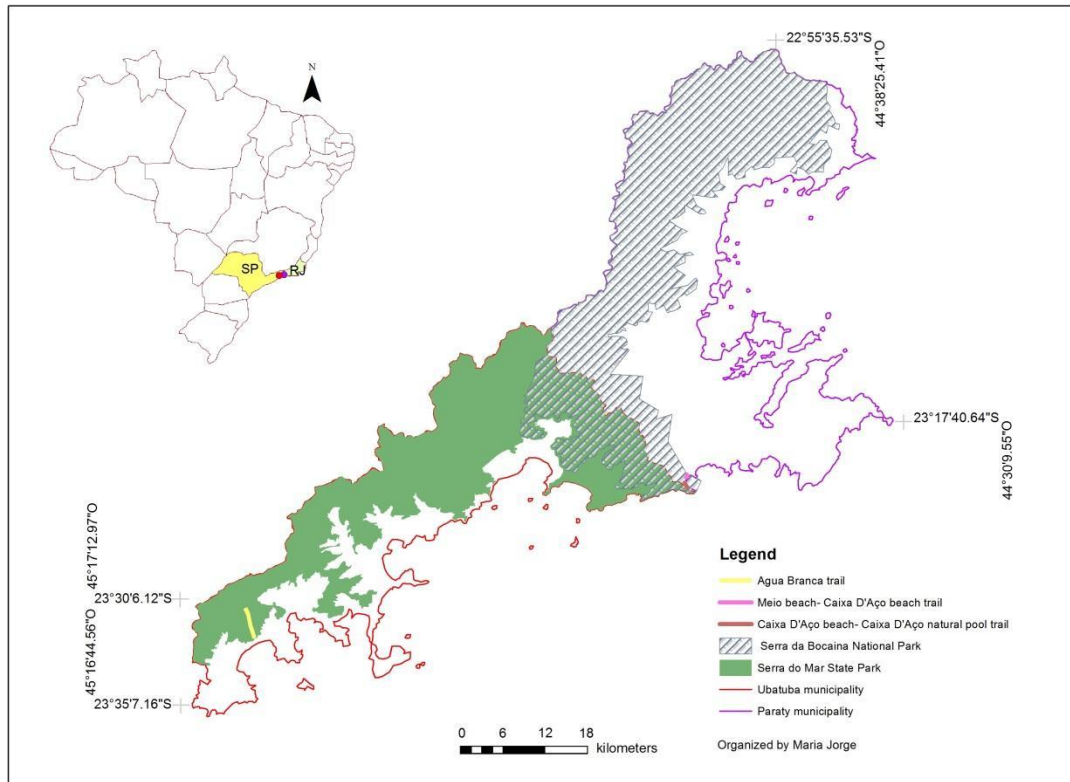 N
SP
RJ
22°55'35.53"S
44°38'25.41"O
23°17'40.64"S
44°30'9.55"O
45°17'12.97"O
23°30'6.12"S
45°16'44.56"O
23°35'7.16"S
Legend
Agua Branca trail
Meio beach- Caixa D'Aço beach trail
Caixa D'Aço beach- Caixa D'Aço natural pool trail
Serra da Bocaina National Park
Serra do Mar State Park
Ubatuba municipality
Paraty municipality
0 6 12 18
kilometers
Organized by Maria Jorge